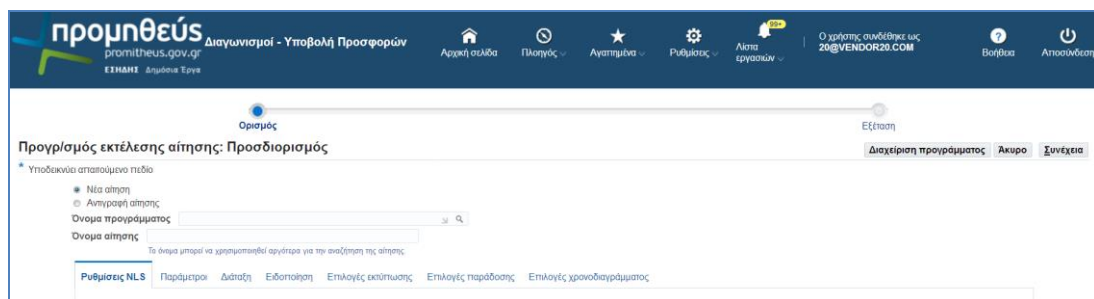 προμηθεύς
promitheus.gov.gr
ΕΣΗΔΗΣ Δημόσια Έργα
Διαγωνισμοί - Υποβολή Προσφορών
Αρχική σελίδα
Πλοηγός
Αγαπημένα
Ρυθμίσεις
99+
Λίστα εργασιών
Ο χρήστης συνδέθηκε ως
20@VENDOR20.COM
Βοήθεια
Αποσύνδεση
Ορισμός
Εξέταση
Προγρ/σμός εκτέλεσης αίτησης: Προσδιορισμός
Διαχείριση προγράμματος Άκυρο Συνέχεια
* Υποδεικνύει απαιτούμενο πεδίο
Νέα αίτηση
Αντιγραφή αίτησης
Όνομα προγράμματος
Όνομα αίτησης
Το όνομα μπορεί να χρησιμοποιηθεί αργότερα για την αναζήτηση της αίτησης
Ρυθμίσεις NLS Παράμετροι Διάταξη Ειδοποίηση Επιλογές εκτύπωσης Επιλογές παράδοσης Επιλογές χρονοδιαγράμματος